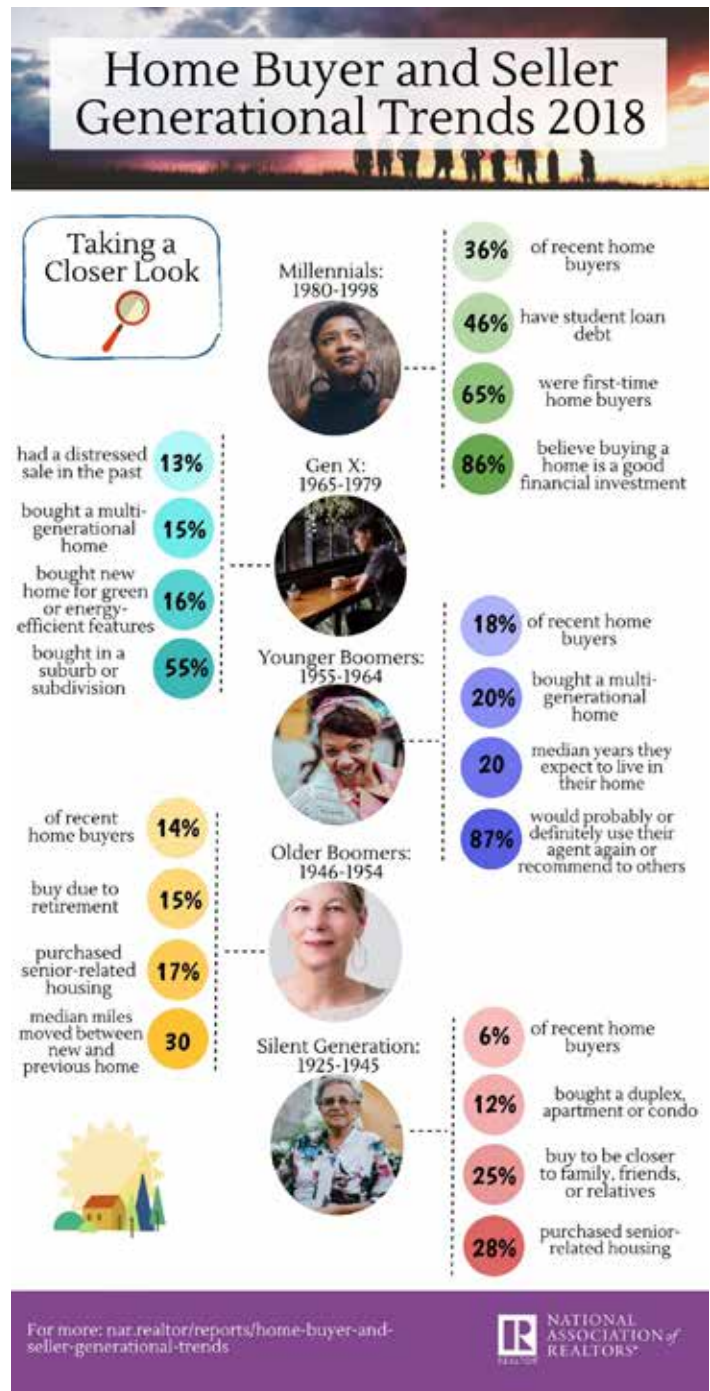 Home Buyer and Seller
Generational Trends 2018
Taking a
Closer Look
Millennials:
1980-1998
36%
of recent home
buyers
46%
have student loan
debt
65%
were first-time
home buyers
86%
believe buying a
home is a good
financial investment
Gen X:
1965-1979
had a distressed
sale in the past
13%
bought a multi-
generational
home
15%
bought new
home for green
or energy-
efficient features
16%
bought in a
suburb or
subdivision
55%
Younger Boomers:
1955-1964
18%
of recent home
buyers
20%
bought a multi-
generational
home
20
median years they
expect to live in
their home
87%
would probably or
definitely use their
agent again or
recommend to others
Older Boomers:
1946-1954
of recent
home buyers
14%
buy due to
retirement
15%
purchased
senior-related
housing
17%
median miles
moved between
new and
previous home
30
Silent Generation:
1925-1945
6%
of recent home
buyers
12%
bought a duplex,
apartment or condo
25%
buy to be closer
to family, friends,
or relatives
28%
purchased senior-
related housing
For more: nar.realtor/reports/home-buyer-and-
seller-generational-trends
R
REALTOR
NATIONAL
ASSOCIATION of
REALTORS®